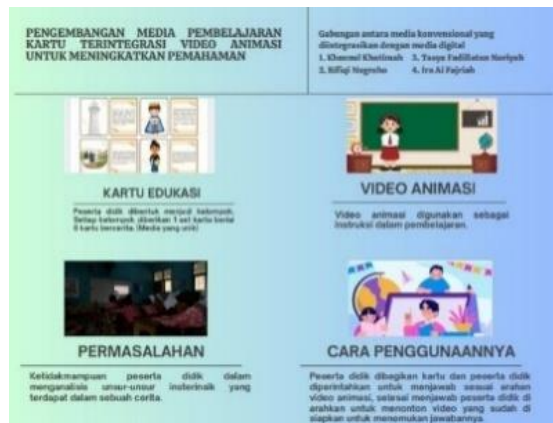 PENGEMBANGAN MEDIA PEMBELAJARAN
KARTU TERINTEGRASI VIDEO ANIMASI
UNTUK MENINGKATKAN PEMAHAMAN
Gabungan antara media konvensional yang
diintegrasikan dengan media digital
1. Khusnul Khotimah 3. Tasya Fadillatun Nuriyah
2. Rifiqi Nugroho 4. Ira Al Fajriah
KARTU EDUKASI
Peserta didik dibentuk menjadi kelompok.
Setiap kelompok diberikan 1 set kartu berisi
8 kartu bercerita. (Media yang unik)
VIDEO ANIMASI
Video animasi digunakan sebagai
instruksi dalam pembelajaran.
PERMASALAHAN
Ketidakmampuan peserta didik dalam
menganalisis unsur-unsur insterinsik yang
terdapat dalam sebuah cerita.
CARA PENGGUNAANNYA
Peserta didik dibagikan kartu dan peserta didik
diperintahkan untuk menjawab sesuai arahan
video animasi, selesai menjawab peserta didik di
arahkan untuk menonton video yang sudah di
siapkan untuk menemukan jawabannya.